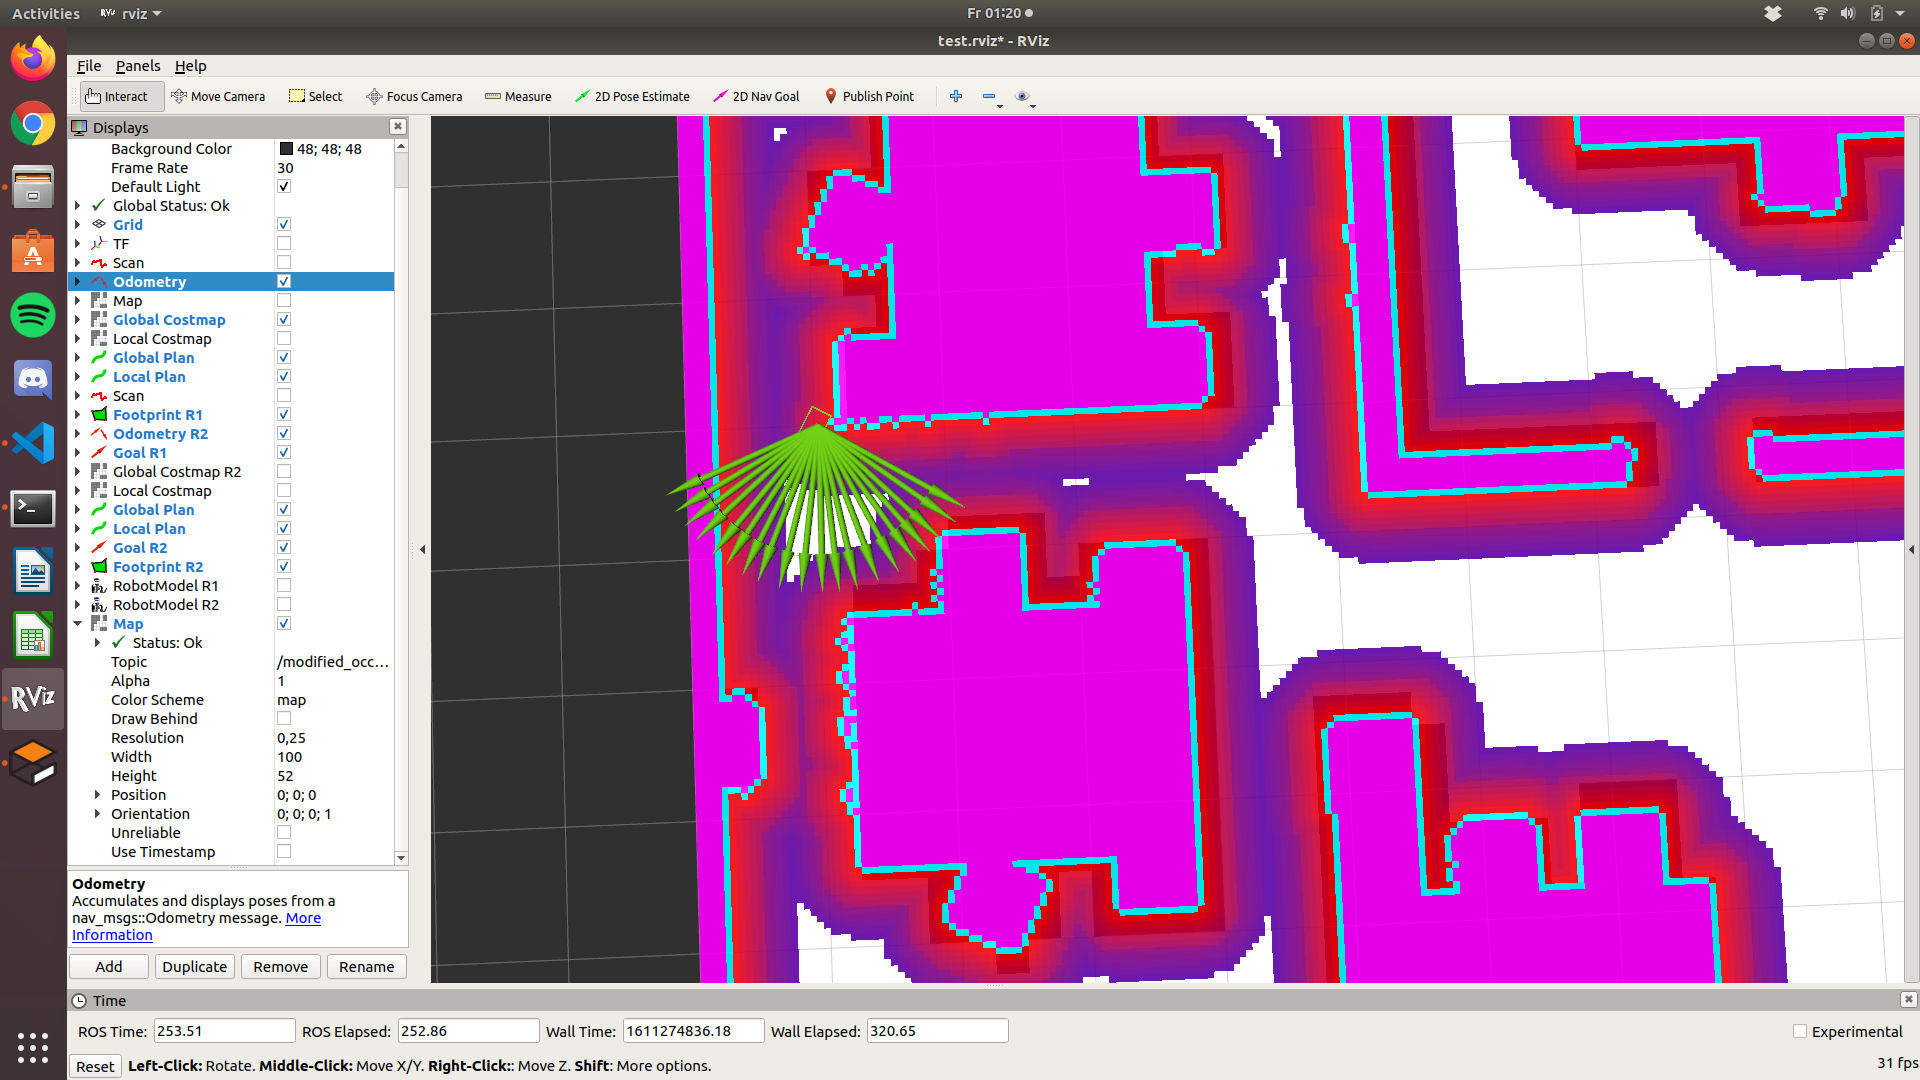 Activities
RViz
rviz
Fr 01:20
test.rviz* - RViz
File Panels Help
Interact Move Camera Select Focus Camera Measure 2D Pose Estimate 2D Nav Goal Publish Point
Displays
Background Color 48; 48; 48
Frame Rate 30
Default Light
Global Status: Ok
Grid
TF
Scan
Odometry
Map
Global Costmap
Local Costmap
Global Plan
Local Plan
Scan
Footprint R1
Odometry R2
Goal R1
Global Costmap R2
Local Costmap
Global Plan
Local Plan
Goal R2
Footprint R2
RobotModel R1
RobotModel R2
Map
Status: Ok
Topic /modified_occ...
Alpha 1
Color Scheme map
Draw Behind
Resolution 0,25
Width 100
Height 52
Position 0; 0; 0
Orientation 0; 0; 0; 1
Unreliable
Use Timestamp
RViz
Odometry
Accumulates and displays poses from a
nav_msgs::Odometry message. More
Information
Add Duplicate Remove Rename
Time
ROS Time: 253.51 ROS Elapsed: 252.86 Wall Time: 1611274836.18 Wall Elapsed: 320.65 Experimental
Reset Left-Click: Rotate. Middle-Click: Move X/Y. Right-Click:: Move Z. Shift: More options. 31 fps